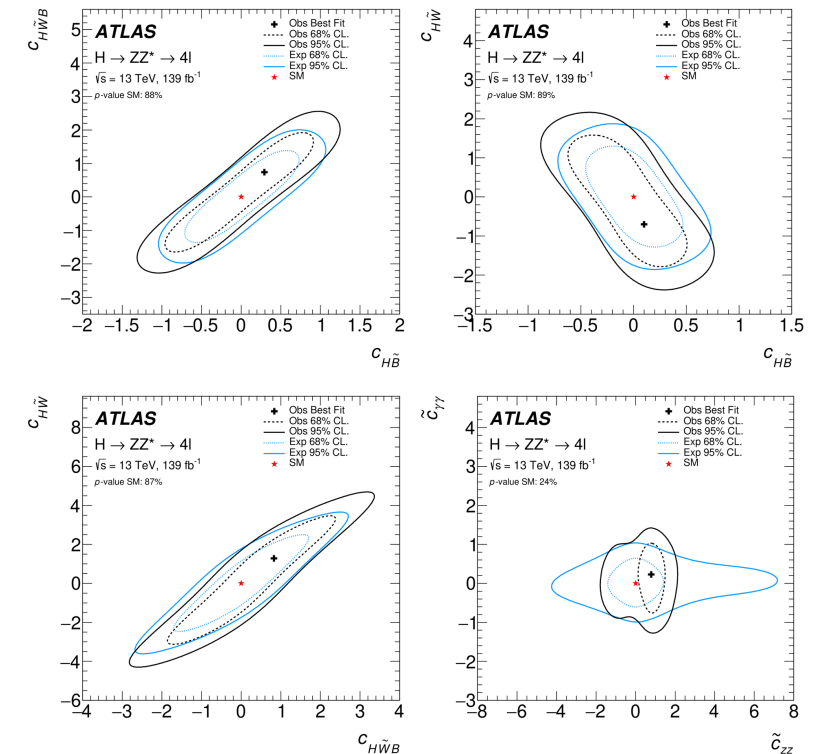 c_{HW̃B}
ATLAS
H → ZZ* → 4l
√s = 13 TeV, 139 fb⁻¹
p-value SM: 88%
Obs Best Fit
Obs 68% CL.
Obs 95% CL.
Exp 68% CL.
Exp 95% CL.
SM
5
4
3
2
1
0
−1
−2
−3
−2 −1.5 −1 −0.5 0 0.5 1 1.5 2
c_{HB̃}
c_{HW̃}
ATLAS
H → ZZ* → 4l
√s = 13 TeV, 139 fb⁻¹
p-value SM: 89%
Obs Best Fit
Obs 68% CL.
Obs 95% CL.
Exp 68% CL.
Exp 95% CL.
SM
4
3
2
1
0
−1
−2
−3
−1.5 −1 −0.5 0 0.5 1 1.5
c_{HB̃}
c_{HW̃}
ATLAS
H → ZZ* → 4l
√s = 13 TeV, 139 fb⁻¹
p-value SM: 87%
Obs Best Fit
Obs 68% CL.
Obs 95% CL.
Exp 68% CL.
Exp 95% CL.
SM
8
6
4
2
0
−2
−4
−6
−3 −2 −1 0 1 2 3 4
c_{HW̃B}
c̃_{γγ}
ATLAS
H → ZZ* → 4l
√s = 13 TeV, 139 fb⁻¹
p-value SM: 24%
Obs Best Fit
Obs 68% CL.
Obs 95% CL.
Exp 68% CL.
Exp 95% CL.
SM
4
3
2
1
0
−1
−2
−3
−8 −6 −4 −2 0 2 4 6 8
c̃_{zz}